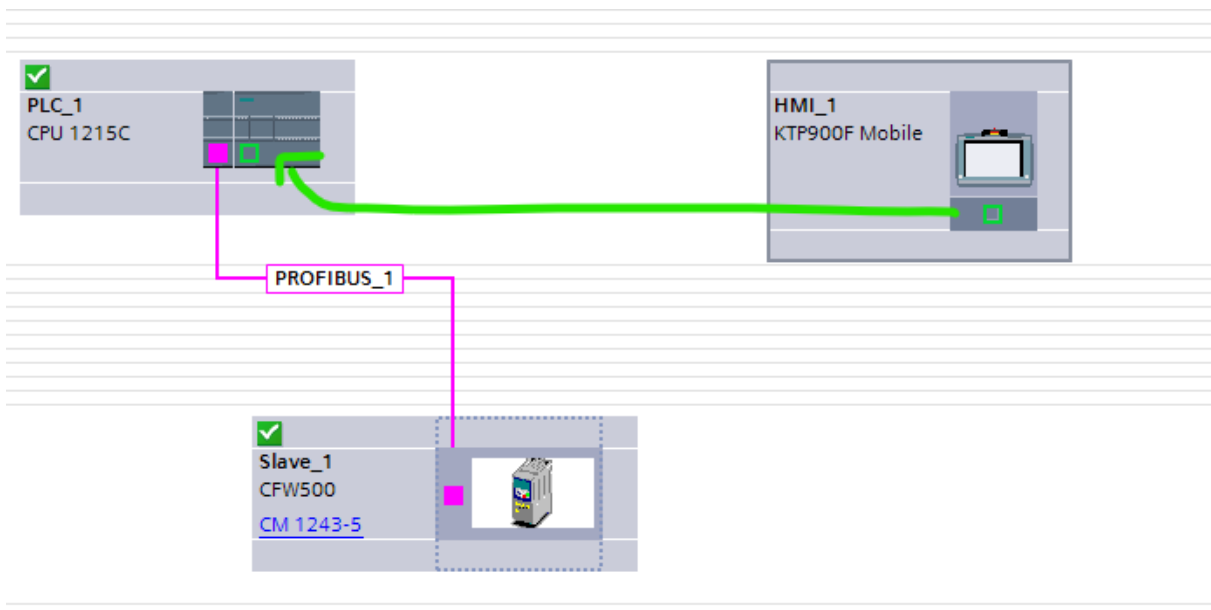 PLC_1
CPU 1215C
HMI_1
KTP900F Mobile
PROFIBUS_1
Slave_1
CFW500
CM 1243-5